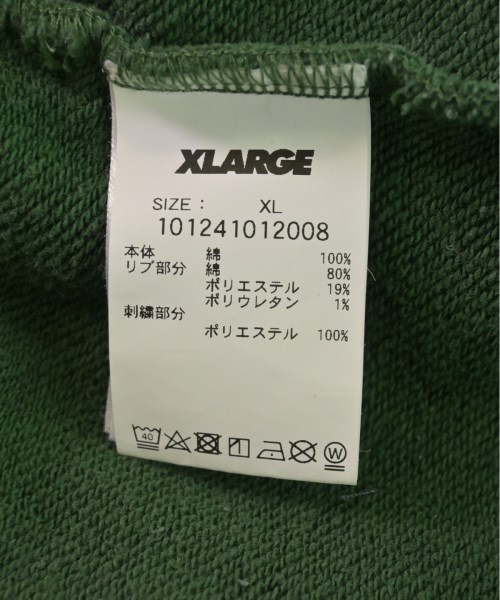 XLARGE
SIZE: XL
101241012008
本体 綿 100%
リブ部分 綿 80%
ポリエステル 19%
ポリウレタン 1%
刺繍部分
ポリエステル 100%
40 W